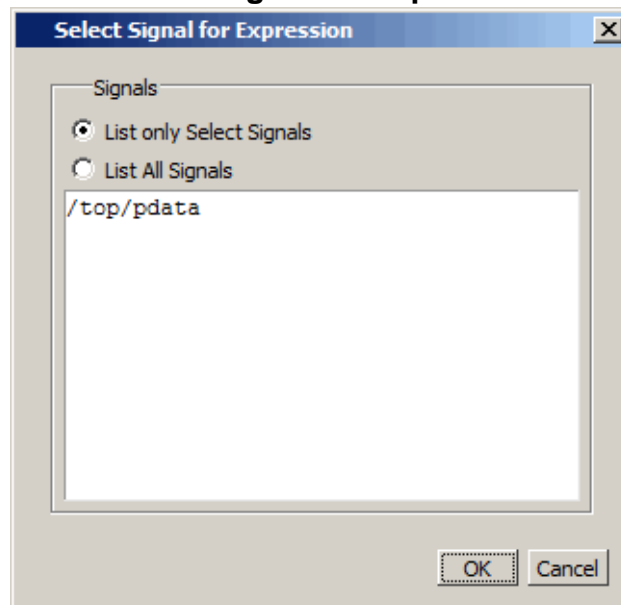 Select Signal for Expression
Signals
List only Select Signals
List All Signals
/top/pdata
OK Cancel